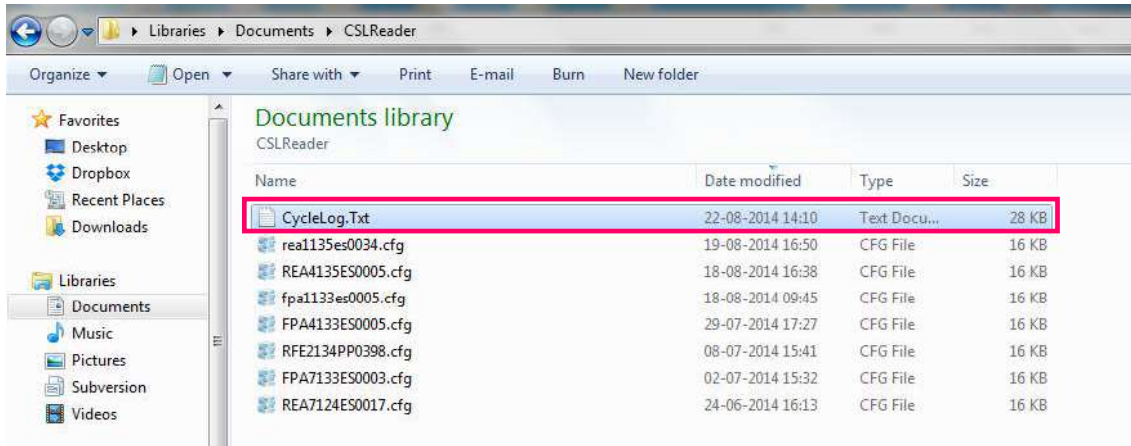 Libraries Documents CSLReader
Organize Open Share with Print E-mail Burn New folder
Favorites
Desktop
Dropbox
Recent Places
Downloads
Libraries
Documents
Music
Pictures
Subversion
Videos
Documents library
CSLReader
Name Date modified Type Size
CycleLog.Txt 22-08-2014 14:10 Text Docu... 28 KB
rea1135es0034.cfg 19-08-2014 16:50 CFG File 16 KB
REA4135ES0005.cfg 18-08-2014 16:38 CFG File 16 KB
fpa1133es0005.cfg 18-08-2014 09:45 CFG File 16 KB
FPA4133ES0005.cfg 29-07-2014 17:27 CFG File 16 KB
RFE2134PP0398.cfg 08-07-2014 15:41 CFG File 16 KB
FPA7133ES0003.cfg 02-07-2014 15:32 CFG File 16 KB
REA7124ES0017.cfg 24-06-2014 16:13 CFG File 16 KB